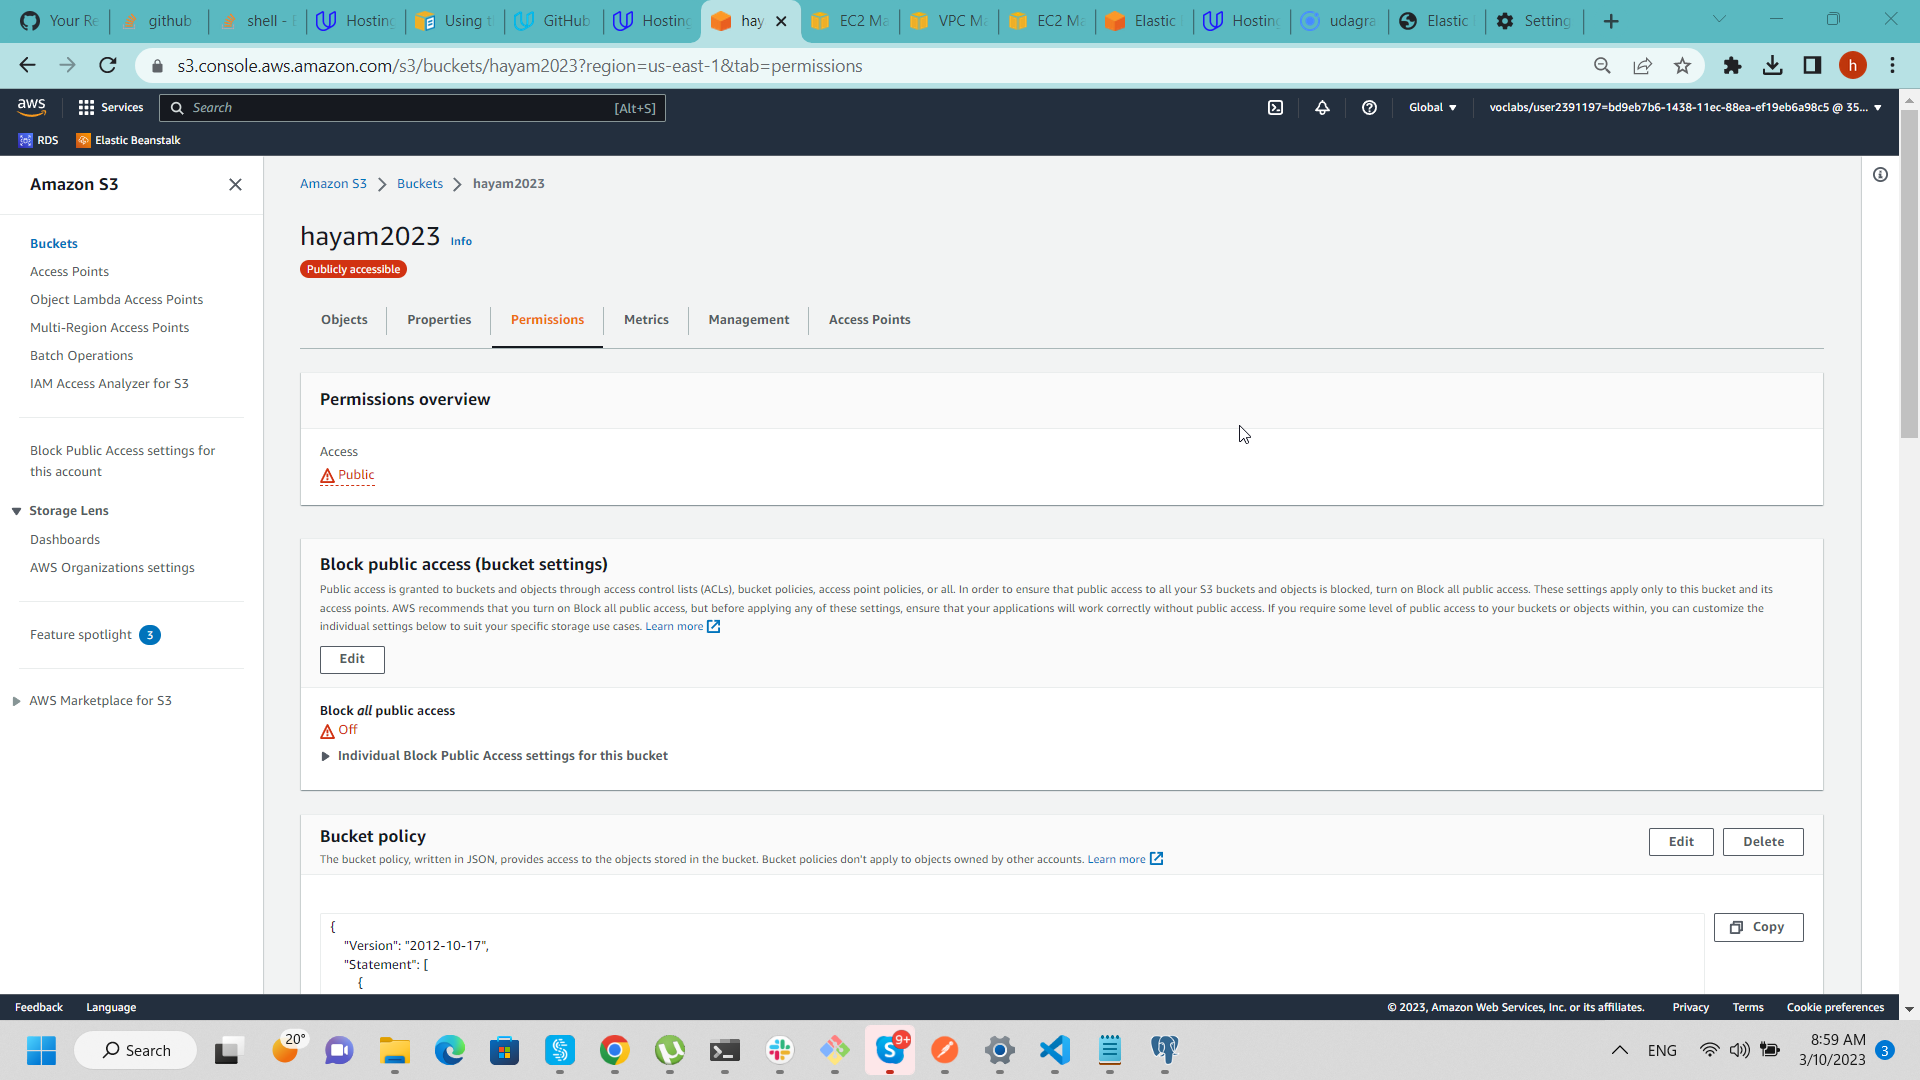 Your Re
github
shell - E
Hosting
Using t
GitHub
Hosting
hay
EC2 Ma
VPC Ma
EC2 Ma
Elastic
Hosting
udagra
Elastic
Setting
s3.console.aws.amazon.com/s3/buckets/hayam2023?region=us-east-1&tab=permissions
h
aws
Services
Search
[Alt+S]
Global
voclabs/user2391197=bd9eb7b6-1438-11ec-88ea-ef19eb6a98c5 @ 35...
RDS
Elastic Beanstalk
Amazon S3
Buckets
Access Points
Object Lambda Access Points
Multi-Region Access Points
Batch Operations
IAM Access Analyzer for S3
Block Public Access settings for
this account
Storage Lens
Dashboards
AWS Organizations settings
Feature spotlight 3
AWS Marketplace for S3
Amazon S3 > Buckets > hayam2023
hayam2023 Info
Publicly accessible
Objects
Properties
Permissions
Metrics
Management
Access Points
Permissions overview
Access
Public
Block public access (bucket settings)
Public access is granted to buckets and objects through access control lists (ACLs), bucket policies, access point policies, or all. In order to ensure that public access to all your S3 buckets and objects is blocked, turn on Block all public access. These settings apply only to this bucket and its
access points. AWS recommends that you turn on Block all public access, but before applying any of these settings, ensure that your applications will work correctly without public access. If you require some level of public access to your buckets or objects within, you can customize the
individual settings below to suit your specific storage use cases. Learn more
Edit
Block all public access
Off
Individual Block Public Access settings for this bucket
Bucket policy
The bucket policy, written in JSON, provides access to the objects stored in the bucket. Bucket policies don't apply to objects owned by other accounts. Learn more
Edit
Delete
{
"Version": "2012-10-17",
"Statement": [
{
Copy
Feedback
Language
© 2023, Amazon Web Services, Inc. or its affiliates.
Privacy
Terms
Cookie preferences
Search
20°
9+
ENG
8:59 AM
3/10/2023
3